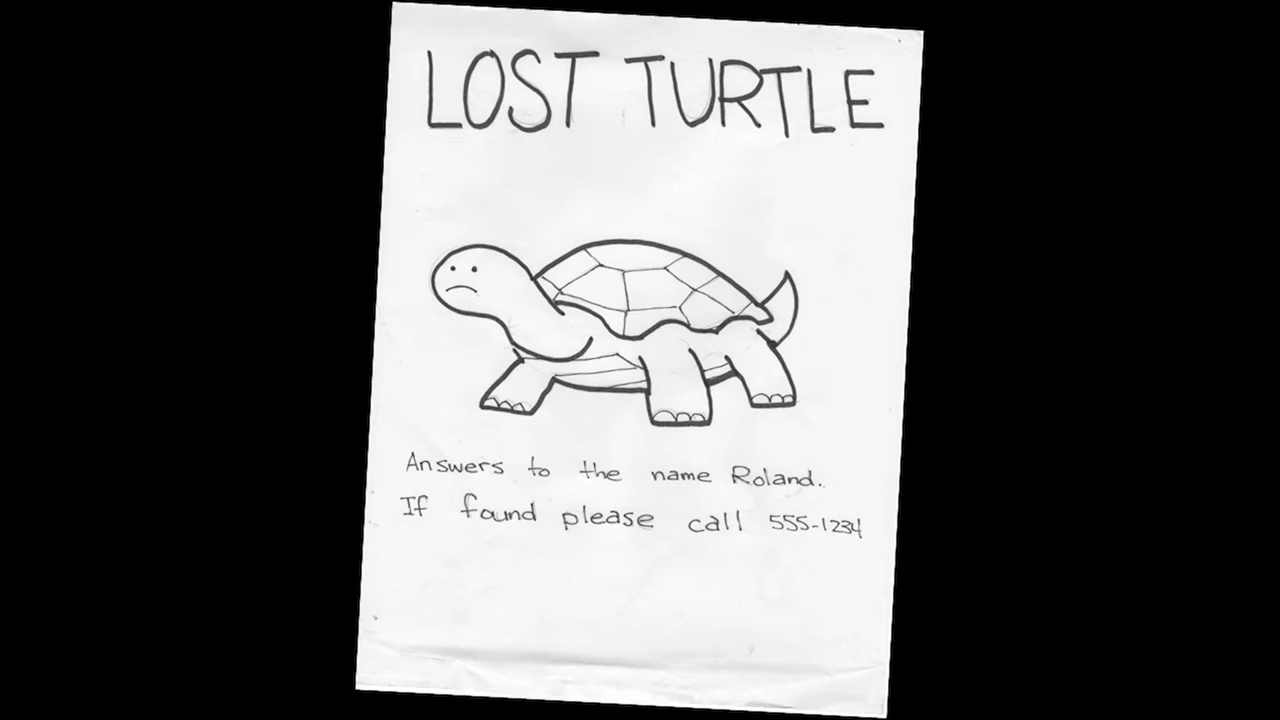 LOST TURTLE
Answers to the name Roland.
If found please call 555-1234